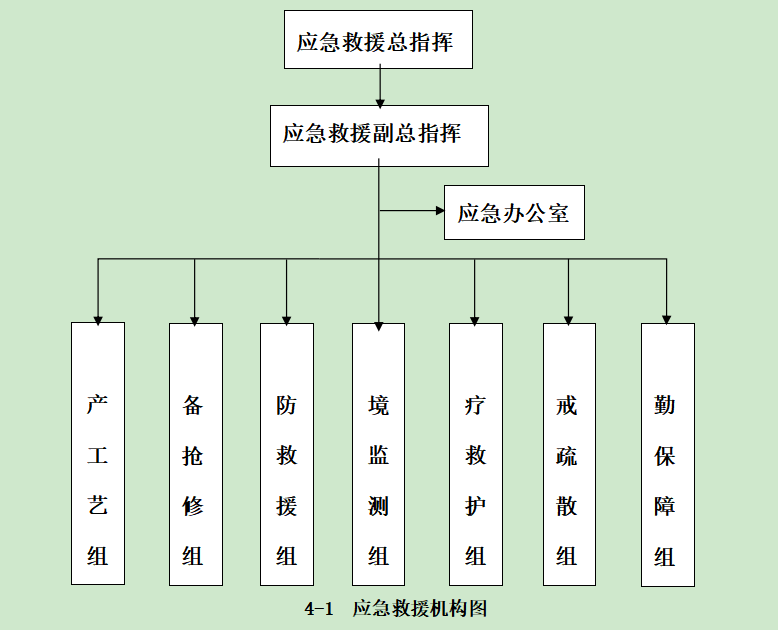 应急救援总指挥
应急救援副总指挥
应急办公室
产工艺组
备抢修组
防救援组
境监测组
疗救护组
戒疏散组
勤保障组
4-1 应急救援机构图